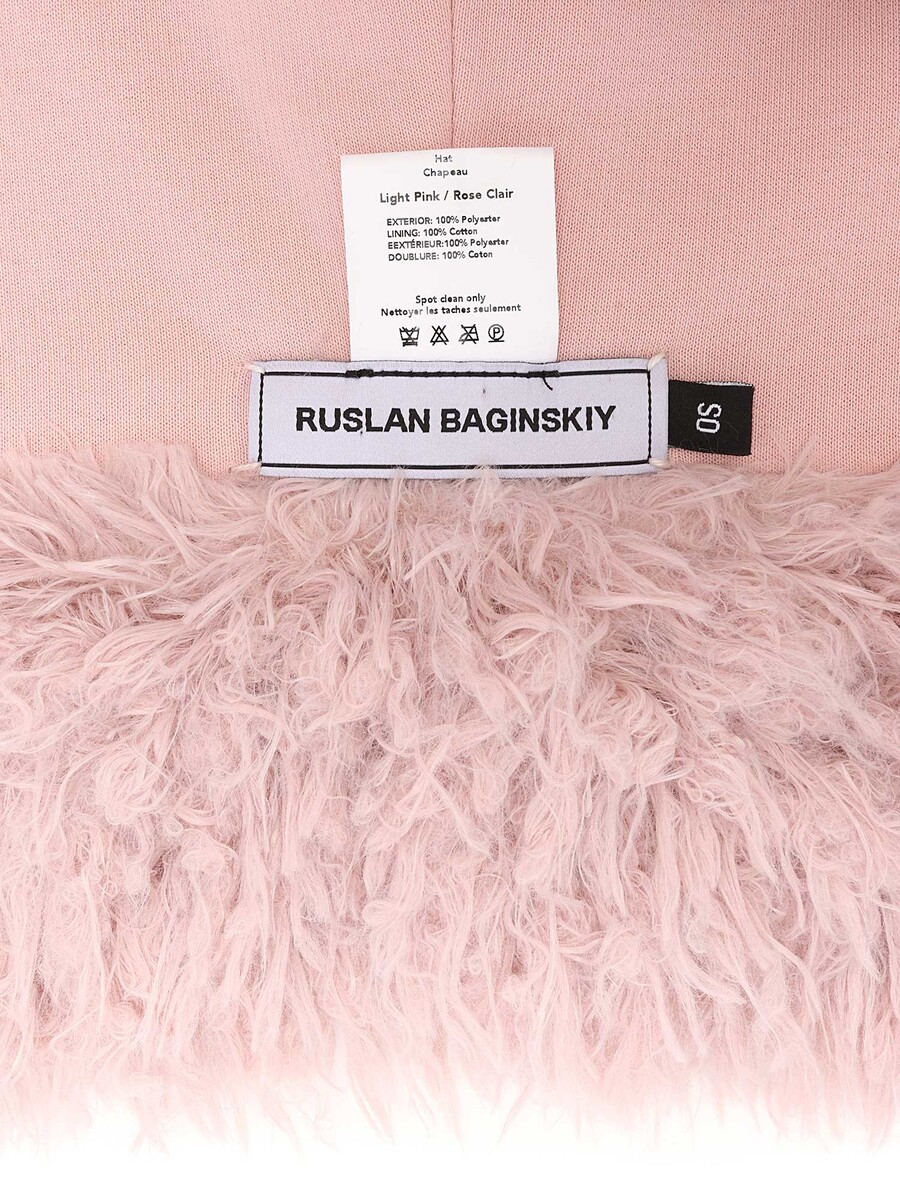 Hat
Chapeau
Light Pink / Rose Clair
EXTERIOR: 100% Polyester
LINING: 100% Cotton
EEXTÉRIEUR:100% Polyester
DOUBLURE: 100% Coton
Spot clean only
Nettoyer les taches seulement
P
RUSLAN BAGINSKIY
OS